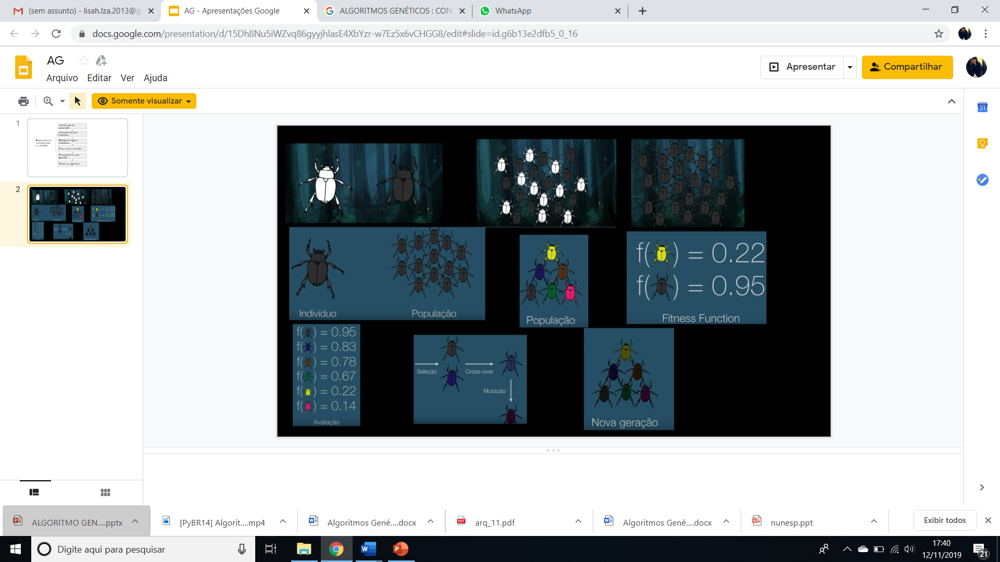 (sem assunto) - lisah.lza.2013@g
AG - Apresentações Google
ALGORITMOS GENÉTICOS : CON
WhatsApp
docs.google.com/presentation/d/15Dh8Nu5iWZvq86gyyjhlasE4XbYzr-w7Ez5x6vCHGG8/edit#slide=id.g6b13e2dfb5_0_16
AG
Arquivo Editar Ver Ajuda
Apresentar
Compartilhar
Somente visualizar
31
1
2
Indivíduo
População
População
f( ) = 0.22
f( ) = 0.95
Fitness Function
f( ) = 0.95
f( ) = 0.83
f( ) = 0.78
f( ) = 0.67
f( ) = 0.22
f( ) = 0.14
Avaliação
Seleção
Cross-over
Mutação
Nova geração
ALGORITMO GEN....pptx
[PyBR14] Algorit....mp4
Algoritmos Gené....docx
arq_11.pdf
Algoritmos Gené....docx
nunesp.ppt
Exibir todos
Digite aqui para pesquisar
17:40
12/11/2019
21